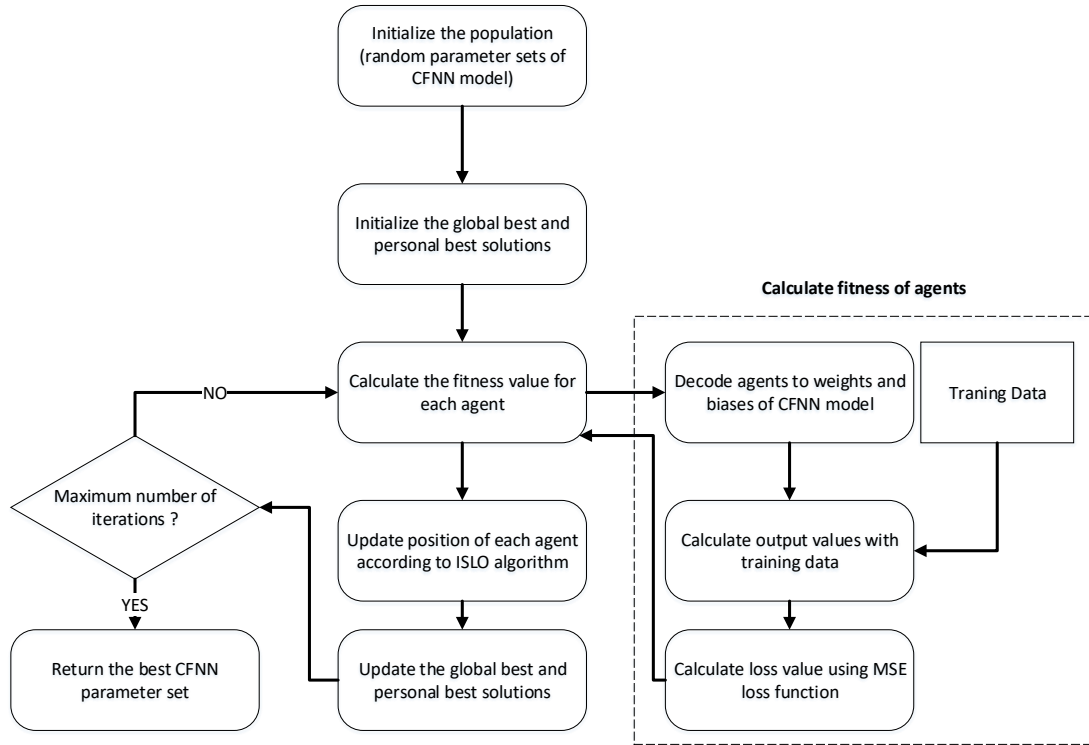 Initialize the population
(random parameter sets of
CFNN model)
Initialize the global best and
personal best solutions
Calculate fitness of agents
Calculate the fitness value for
each agent
Decode agents to weights and
biases of CFNN model
Traning Data
NO
Maximum number of
iterations ?
Update position of each agent
according to ISLO algorithm
Calculate output values with
training data
YES
Return the best CFNN
parameter set
Update the global best and
personal best solutions
Calculate loss value using MSE
loss function